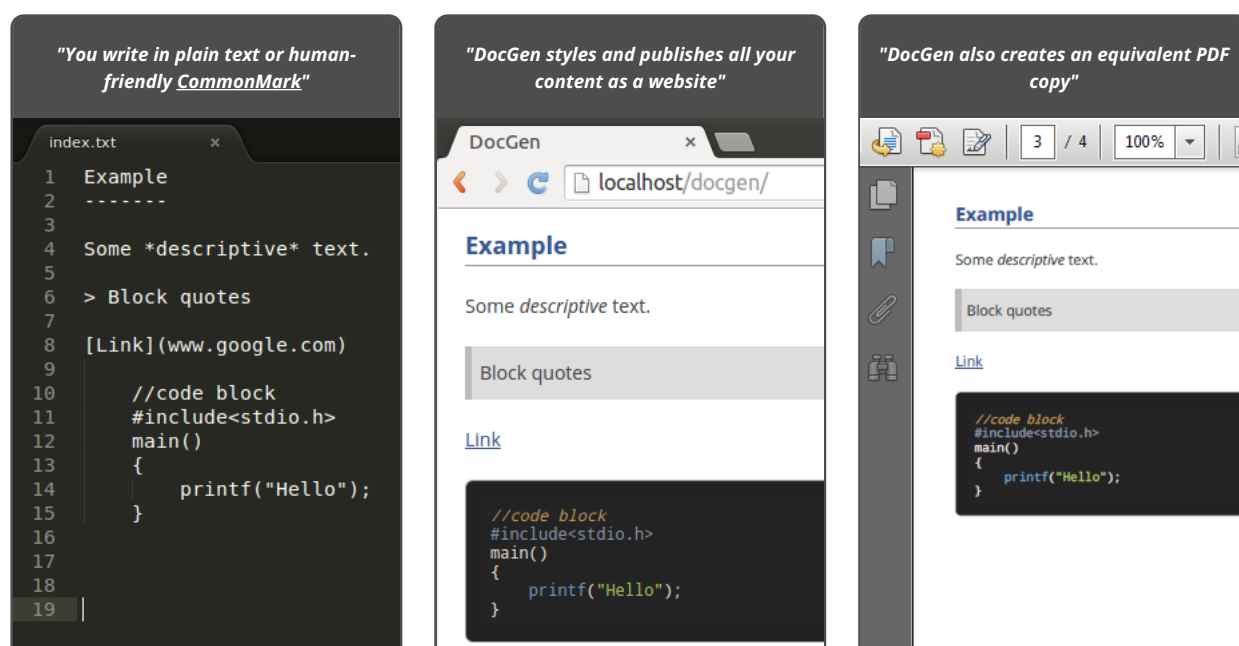 "You write in plain text or human-
friendly CommonMark"
index.txt ×
1 Example
2 -------
3
4 Some *descriptive* text.
5
6 > Block quotes
7
8 [Link](www.google.com)
9
10 //code block
11 #include<stdio.h>
12 main()
13 {
14 printf("Hello");
15 }
16
17
18
19
"DocGen styles and publishes all your
content as a website"
DocGen ×
localhost/docgen/
Example
Some descriptive text.
Block quotes
Link
//code block
#include<stdio.h>
main()
{
printf("Hello");
}
"DocGen also creates an equivalent PDF
copy"
3 / 4 100%
Example
Some descriptive text.
Block quotes
Link
//code block
#include<stdio.h>
main()
{
printf("Hello");
}